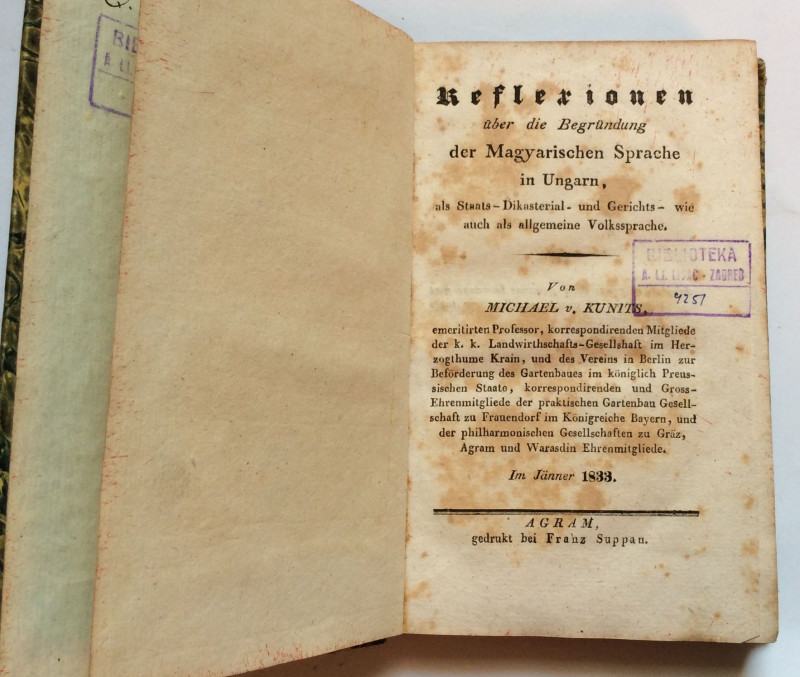 BI
A. LI.
Reflexionen
über die Begründung
der Magyarischen Sprache
in Ungarn,
als Staats-Dikasterial- und Gerichts- wie
auch als allgemeine Volkssprache.
BIBLIOTEKA
ZAGREB
4251
Von
MICHAEL v. KUNITS,
emeritirten Professor, korrespondirenden Mitgliede
der k. k. Landwirthschafts-Gesellshaft im Her-
zogthume Krain, und des Vereins in Berlin zur
Beförderung des Gartenbaues im königlich Preus-
sischen Staate, korrespondirenden und Gross-
Ehrenmitgliede der praktischen Gartenbau Gesell-
schaft zu Frauendorf im Königreiche Bayern, und
der philharmonischen Gesellschaften zu Gräz,
Agram und Warasdin Ehrenmitgliede.
Im Jänner 1833.
AGRAM,
gedrukt bei Franz Suppan.